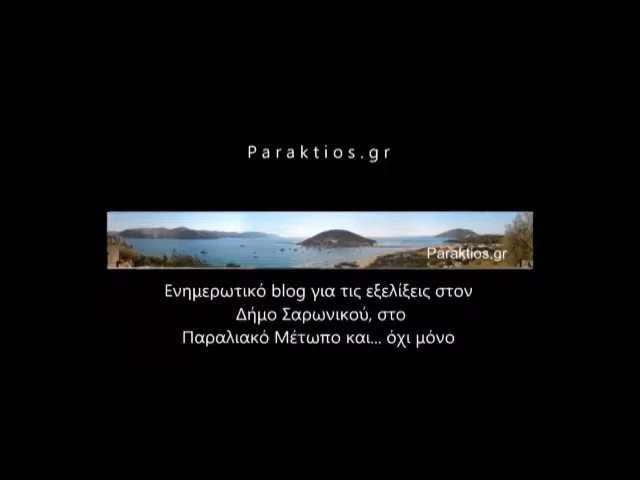 Paraktios.gr
Paraktios.gr
Ενημερωτικό blog για τις εξελίξεις στον
Δήμο Σαρωνικού, στο
Παραλιακό Μέτωπο και... όχι μόνο